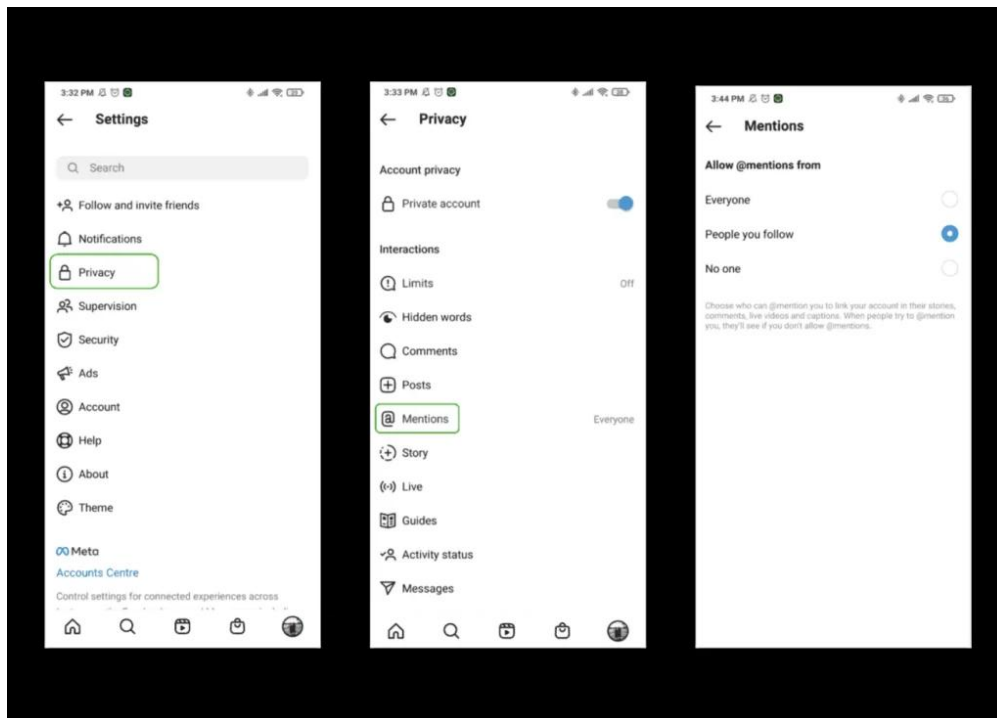 3:32 PM
Settings
Search
Follow and invite friends
Notifications
Privacy
Supervision
Security
Ads
Account
Help
About
Theme
Meta
Accounts Centre
Control settings for connected experiences across
3:33 PM
Privacy
Account privacy
Private account
Interactions
Limits Off
Hidden words
Comments
Posts
Mentions Everyone
Story
Live
Guides
Activity status
Messages
3:44 PM
Mentions
Allow @mentions from
Everyone
People you follow
No one
Choose who can @mention you to link your account in their stories,
comments, live videos and captions. When people try to @mention
you, they'll see if you don't allow @mentions.